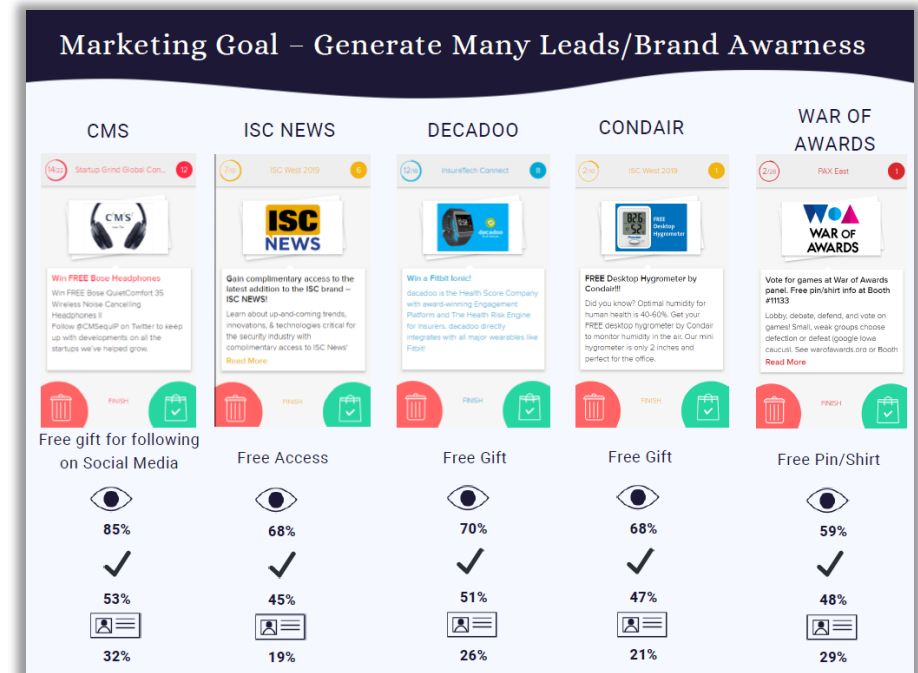 Marketing Goal – Generate Many Leads/Brand Awarness
CMS
14/22
Startup Grind Global Con...
12
CMS
Win FREE Bose Headphones
Win FREE Bose QuietComfort 35
Wireless Noise Cancelling
Headphones II
Follow @CMSequIP on Twitter to keep
up with developments on all the
startups we've helped grow.
FINISH
Free gift for following
on Social Media
85%
53%
32%
ISC NEWS
ISC West 2019
6
ISC
NEWS
Gain complimentary access to the
latest addition to the ISC brand –
ISC NEWS!
Learn about up-and-coming trends,
innovations, & technologies critical for
the security industry with
complimentary access to ISC News!
Read More
FINISH
Free Access
68%
45%
19%
DECADOO
InsureTech Connect
8
dacadoo
Win a Fitbit Ionic!
dacadoo is the Health Score Company
with award-winning Engagement
Platform and The Health Risk Engine
for Insurers. dacadoo directly
integrates with all major wearables like
Fitbit!
FINISH
Free Gift
70%
51%
26%
CONDAIR
ISC West 2019
1
FREE
Desktop
Hygrometer
FREE Desktop Hygrometer by
Condair!!!
Did you know? Optimal humidity for
human health is 40-60%. Get your
FREE desktop hygrometer by Condair
to monitor humidity in the air. Our mini
hygrometer is only 2 inches and
perfect for the office.
FINISH
Free Gift
68%
47%
21%
WAR OF
AWARDS
2/28
PAX East
1
WAR OF
AWARDS
Vote for games at War of Awards
panel. Free pin/shirt info at Booth
#11133
Lobby, debate, defend, and vote on
games! Small, weak groups choose
defection or defeat (google Iowa
caucus). See warofawards.org or Booth
Read More
FINISH
Free Pin/Shirt
59%
48%
29%